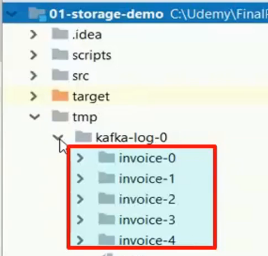 01-storage-demo C:\Udemy\FinalP
.idea
scripts
src
target
tmp
kafka-log-0
invoice-0
invoice-1
invoice-2
invoice-3
invoice-4